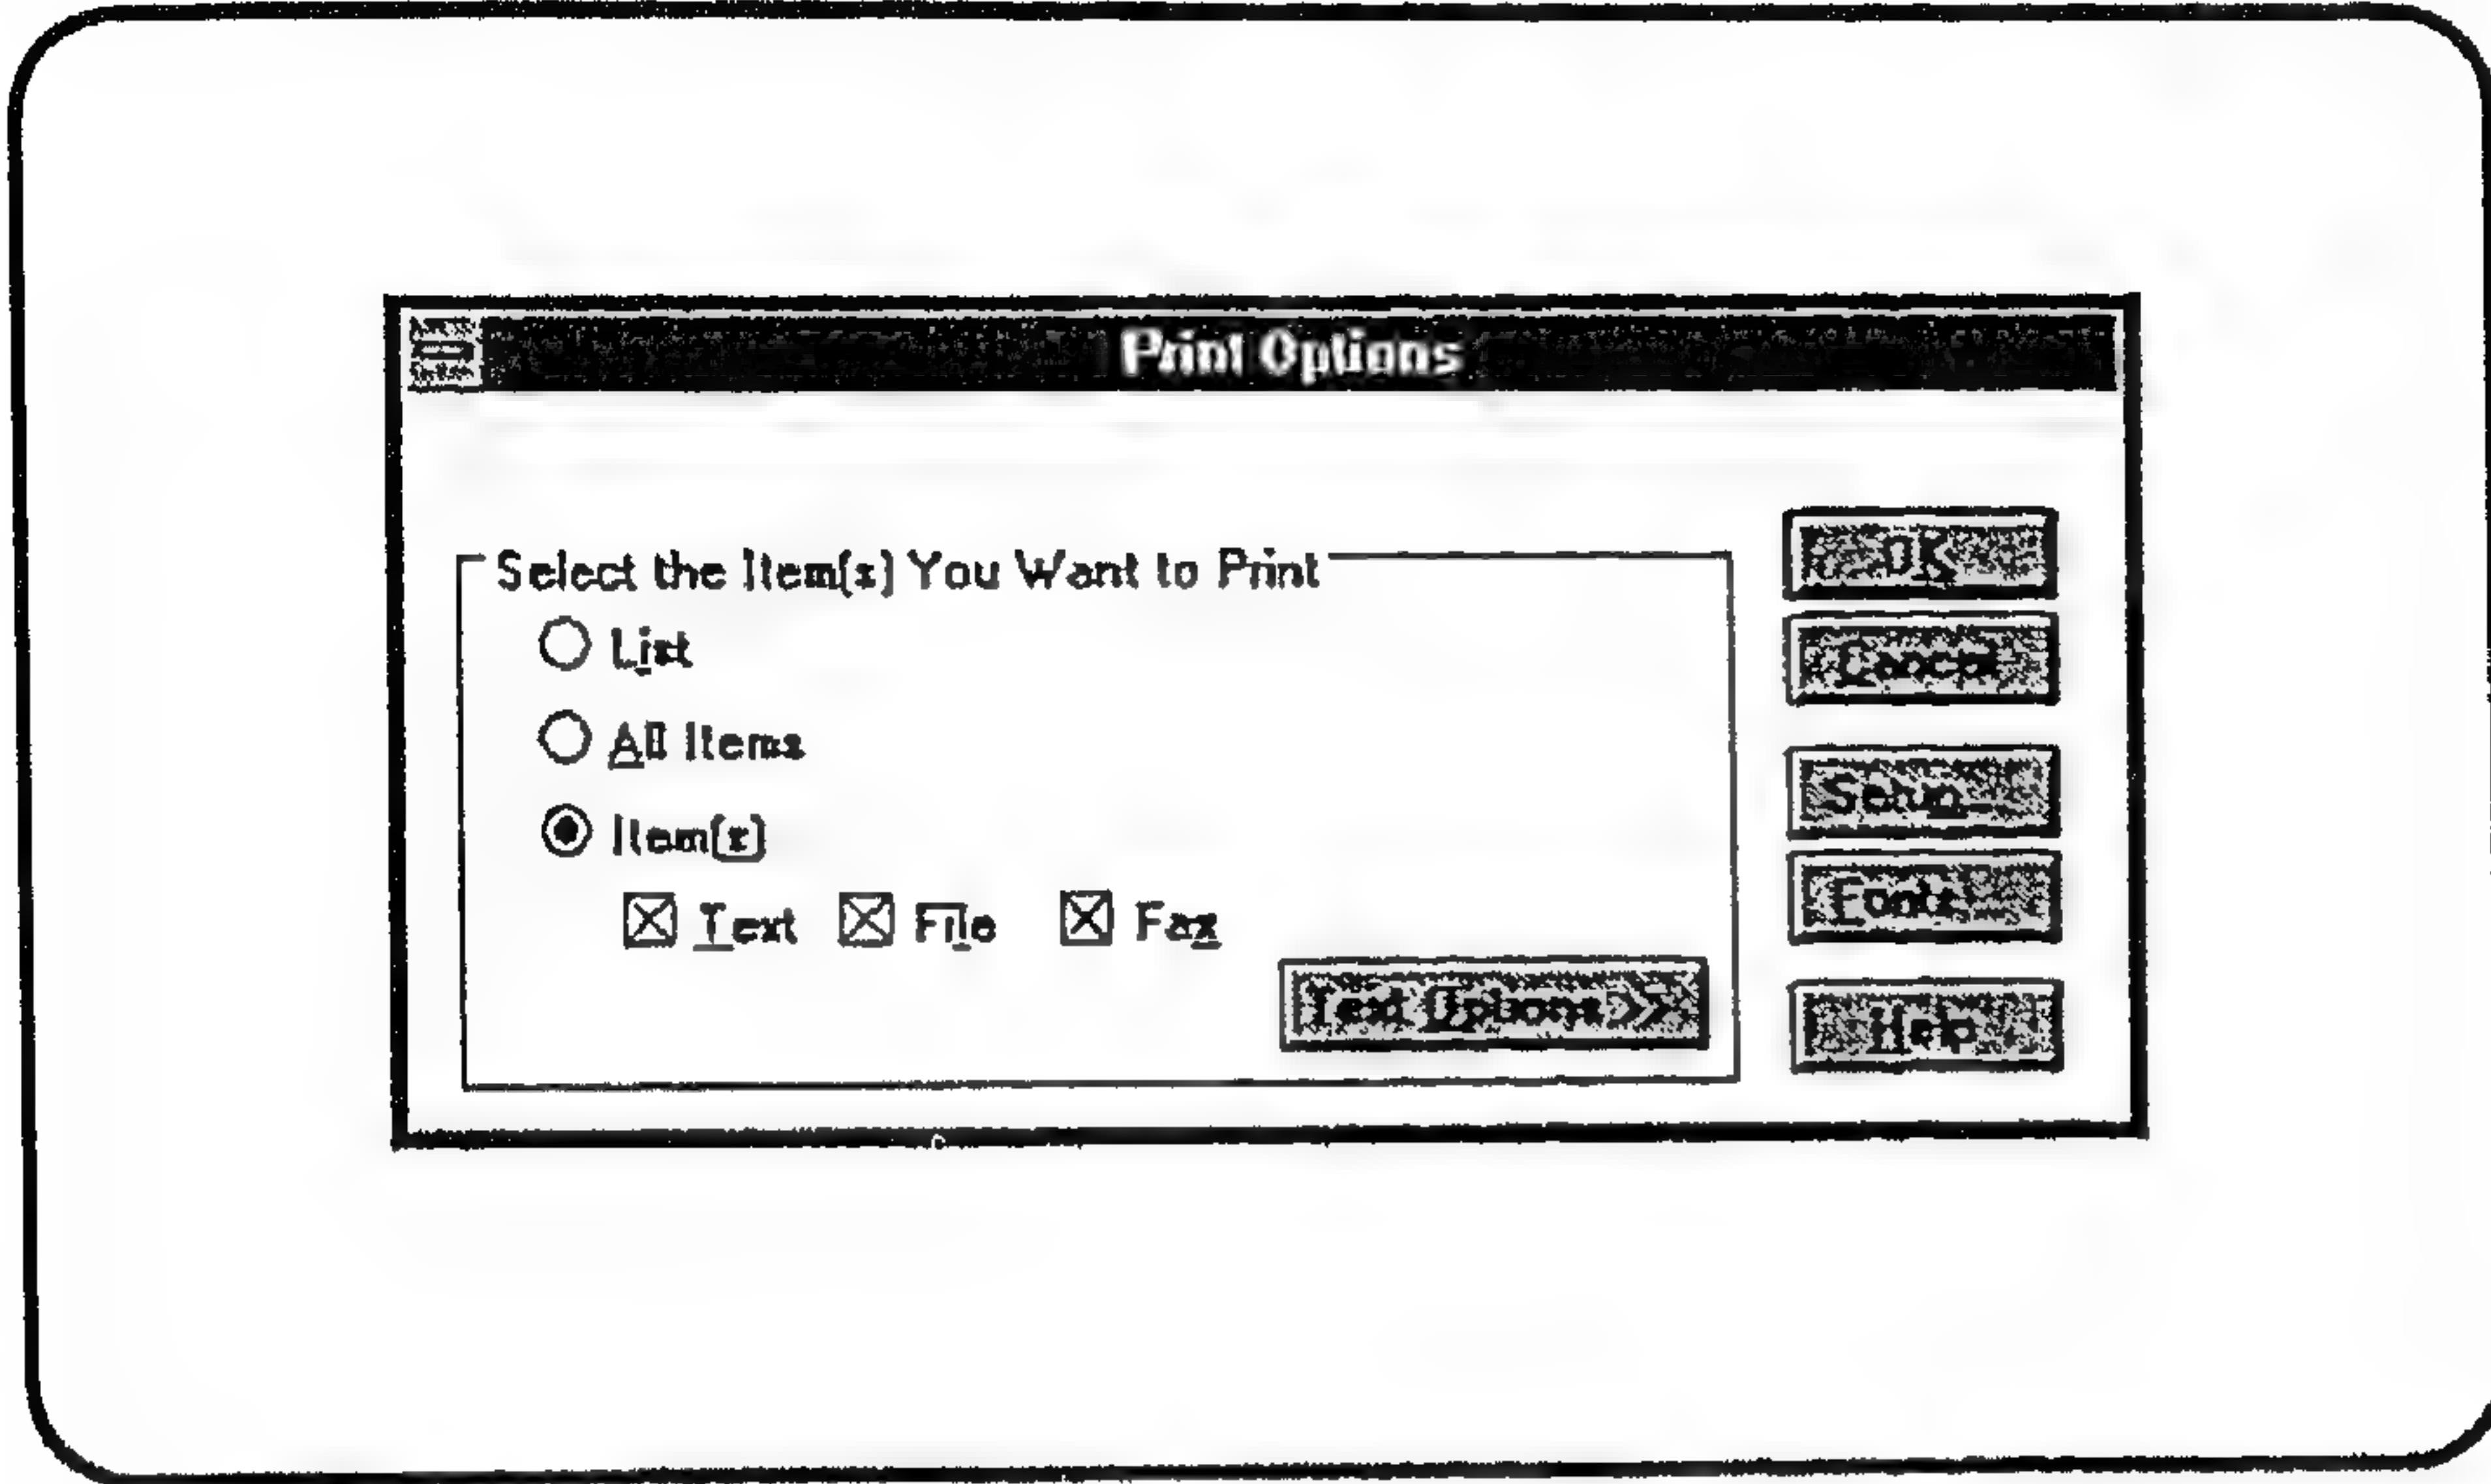 Print Options
Select the Item(s) You Want to Print
List
All Items
Item(s)
Text File Fax
Text Options>>
OK
Cancel
Setup
Fonts
Help